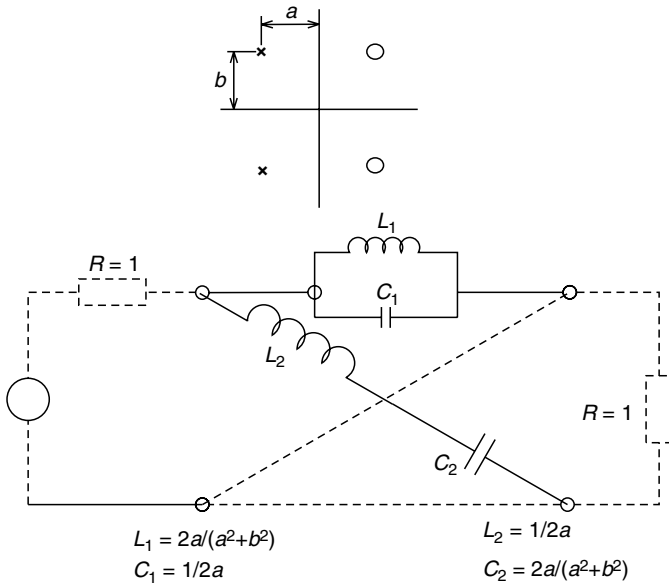 a
b
L₁
R = 1
C₁
L₂
R = 1
C₂
L₁ = 2a/(a²+b²)
L₂ = 1/2a
C₁ = 1/2a
C₂ = 2a/(a²+b²)